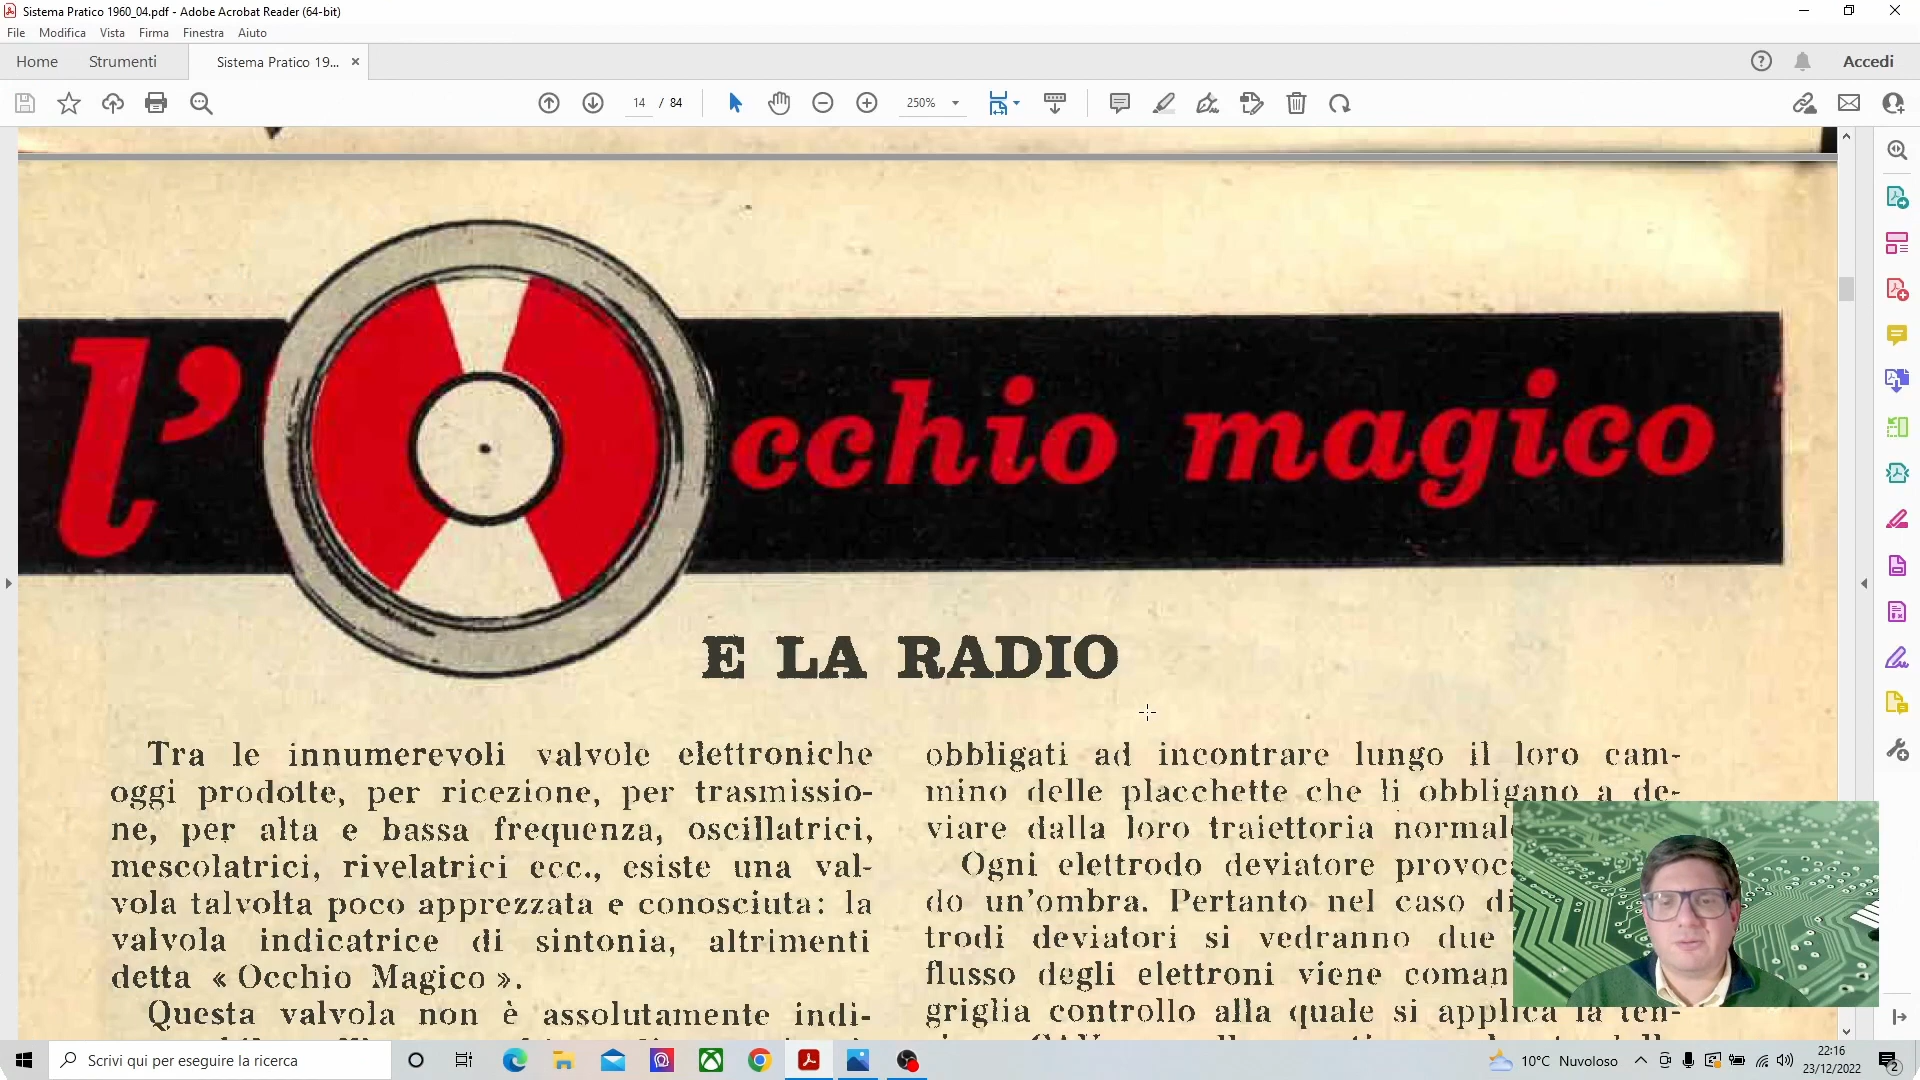 Sistema Pratico 1960_04.pdf - Adobe Acrobat Reader (64-bit)
File Modifica Vista Firma Finestra Aiuto
Home Strumenti Sistema Pratico 19... Accedi
14 / 84 250%
l'Occhio magico
E LA RADIO
Tra le innumerevoli valvole elettroniche
oggi prodotte, per ricezione, per trasmissio-
ne, per alta e bassa frequenza, oscillatrici,
mescolatrici, rivelatrici ecc., esiste una val-
vola talvolta poco apprezzata e conosciuta: la
valvola indicatrice di sintonia, altrimenti
detta « Occhio Magico ».
Questa valvola non è assolutamente indi-
obbligati ad incontrare lungo il loro cam-
mino delle placchette che li obbligano a de-
viare dalla loro traiettoria normal
Ogni elettrodo deviatore provoc
do un'ombra. Pertanto nel caso di
trodi deviatori si vedranno due
flusso degli elettroni viene coman
griglia controllo alla quale si applica la ten-
Scrivi qui per eseguire la ricerca
10°C Nuvoloso
22:16
23/12/2022
2